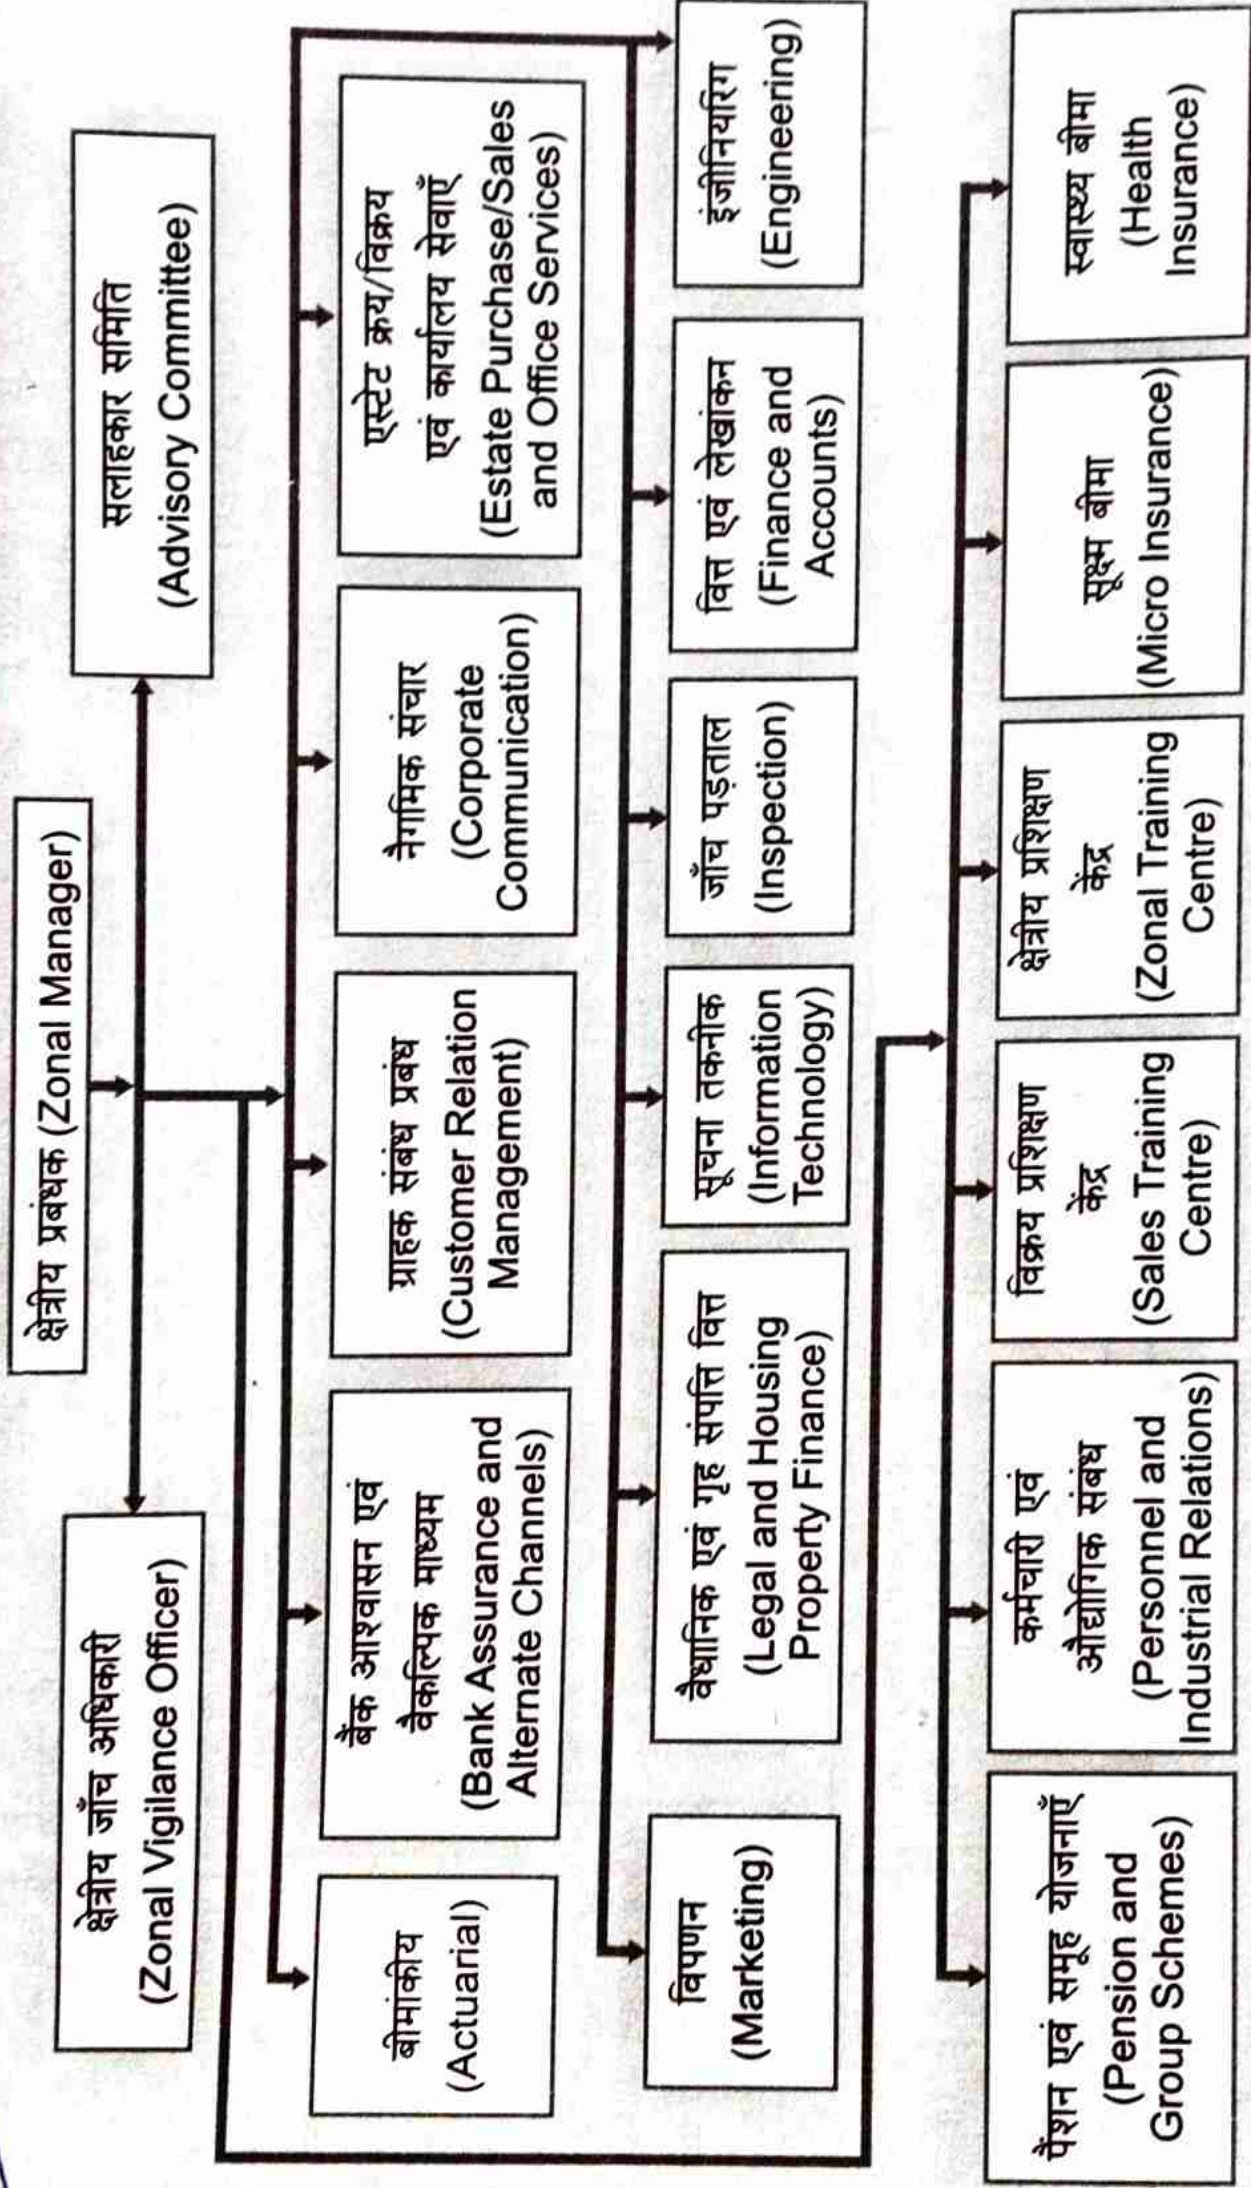 क्षेत्रीय प्रबंधक (Zonal Manager)
क्षेत्रीय जाँच अधिकारी
(Zonal Vigilance Officer)
सलाहकार समिति
(Advisory Committee)
बीमांकीय
(Actuarial)
बैंक आश्वासन एवं
वैकल्पिक माध्यम
(Bank Assurance and
Alternate Channels)
ग्राहक संबंध प्रबंध
(Customer Relation
Management)
नैगमिक संचार
(Corporate
Communication)
एस्टेट क्रय/विक्रय
एवं कार्यालय सेवाएँ
(Estate Purchase/Sales
and Office Services)
विपणन
(Marketing)
वैधानिक एवं गृह संपत्ति वित्त
(Legal and Housing
Property Finance)
सूचना तकनीक
(Information
Technology)
जाँच पड़ताल
(Inspection)
वित्त एवं लेखांकन
(Finance and
Accounts)
इंजीनियरिग
(Engineering)
पेंशन एवं समूह योजनाएँ
(Pension and
Group Schemes)
कर्मचारी एवं
औद्योगिक संबंध
(Personnel and
Industrial Relations)
विक्रय प्रशिक्षण
केंद्र
(Sales Training
Centre)
क्षेत्रीय प्रशिक्षण
केंद्र
(Zonal Training
Centre)
सूक्ष्म बीमा
(Micro Insurance)
स्वास्थ्य बीमा
(Health
Insurance)